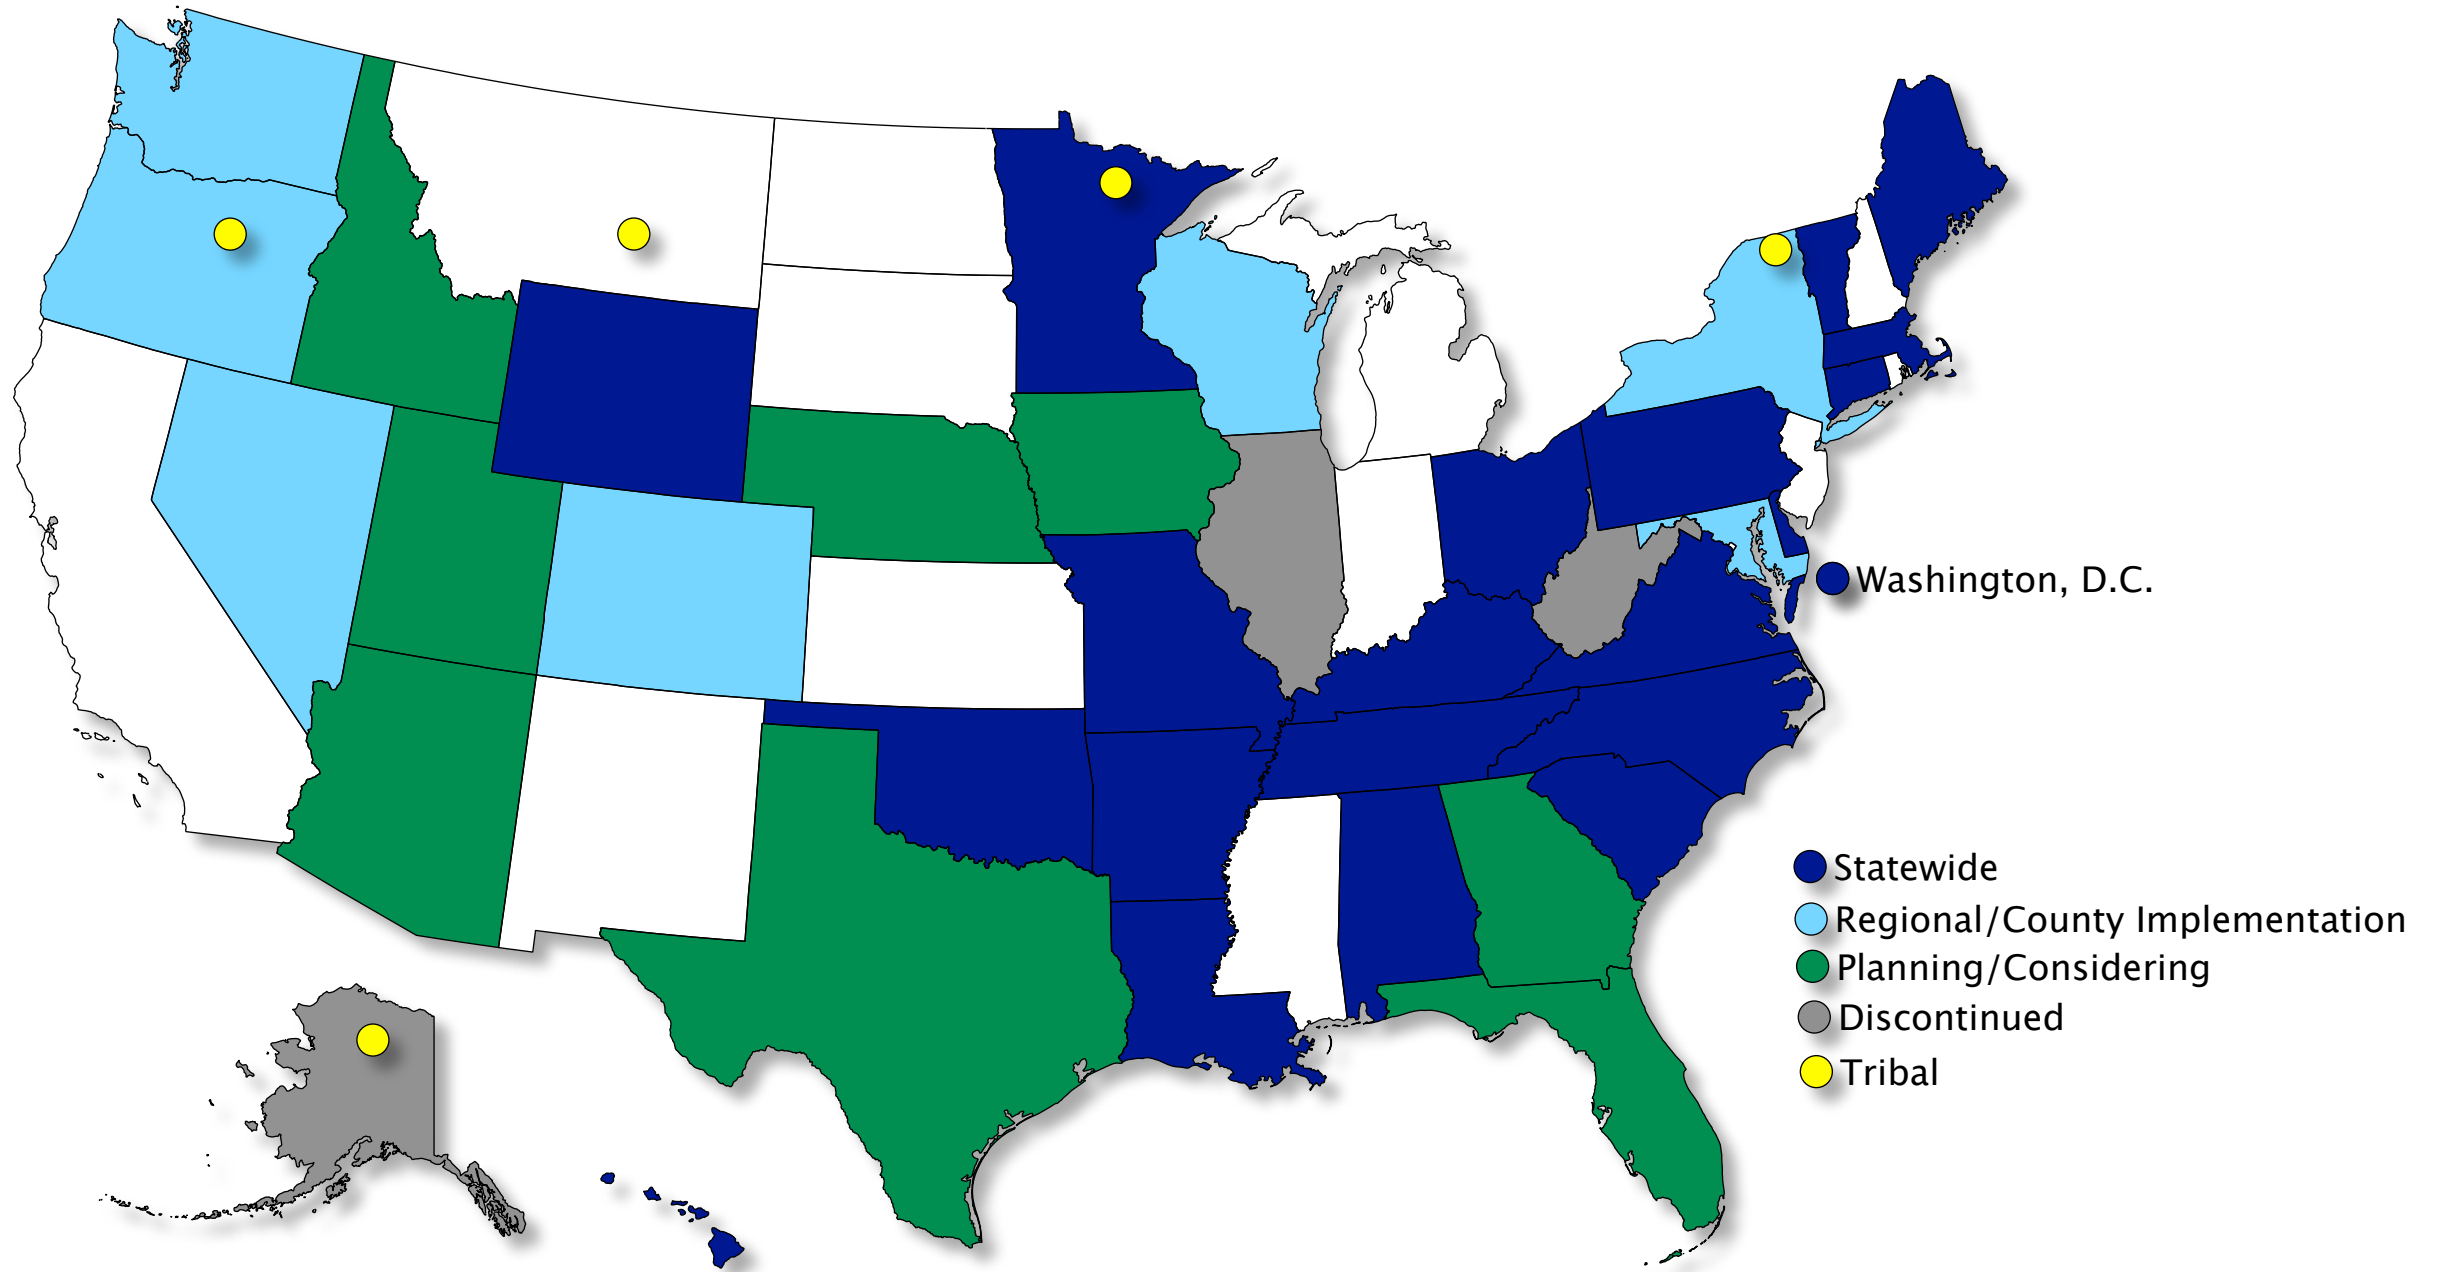 Washington, D.C.
Statewide
Regional/County Implementation
Planning/Considering
Discontinued
Tribal